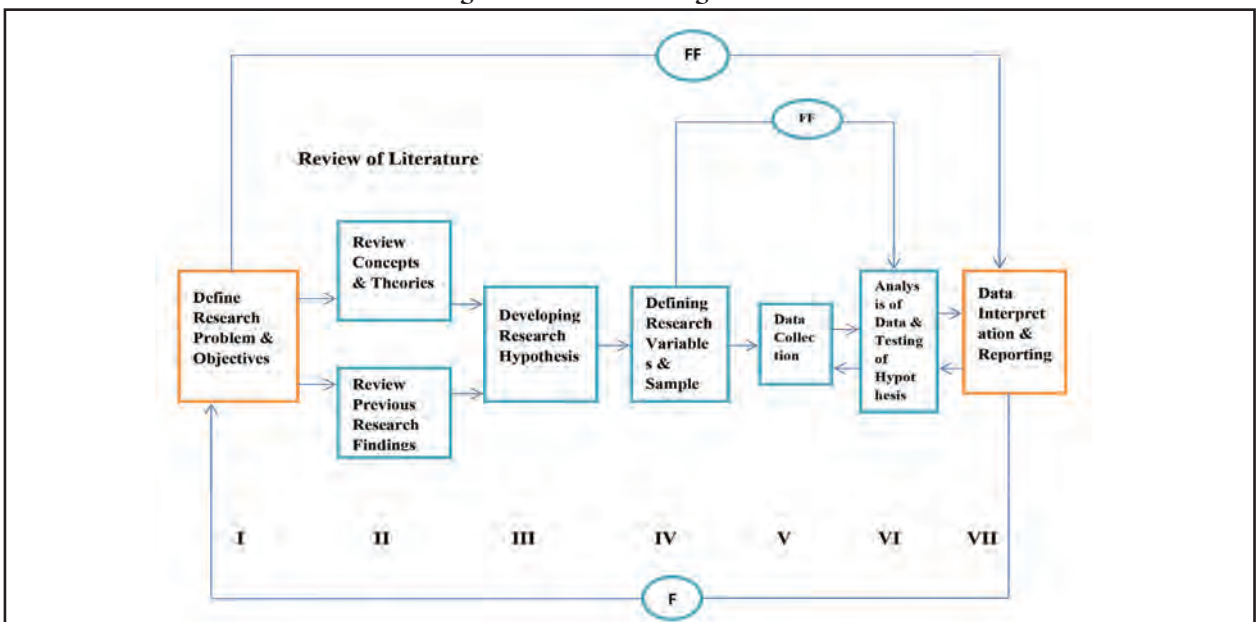 FF
FF
Review of Literature
Define
Research
Problem &
Objectives
Review
Concepts
& Theories
Review
Previous
Research
Findings
Developing
Research
Hypothesis
Defining
Research
Variable
s &
Sample
Data
Collec
tion
Analys
is of
Data &
Testing
of
Hypot
hesis
Data
Interpret
ation &
Reporting
I II III IV V VI VII
F